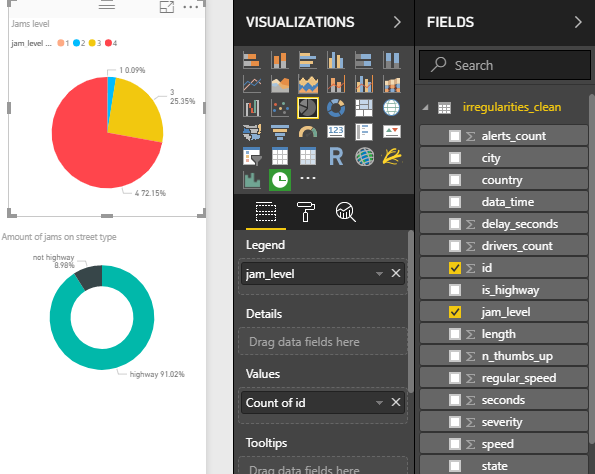 Jams level
jam_level ... 1 2 3 4
1 0.09%
3
25.35%
4 72.15%
Amount of jams on street type
not highway
8.98%
highway 91.02%
VISUALIZATIONS
123
R
Legend
jam_level
Details
Drag data fields here
Values
Count of id
Drag data fields here
Tooltips
FIELDS
Search
irregularities_clean
alerts_count
city
country
data_time
delay_seconds
drivers_count
id
is_highway
jam_level
length
n_thumbs_up
regular_speed
seconds
severity
speed
state